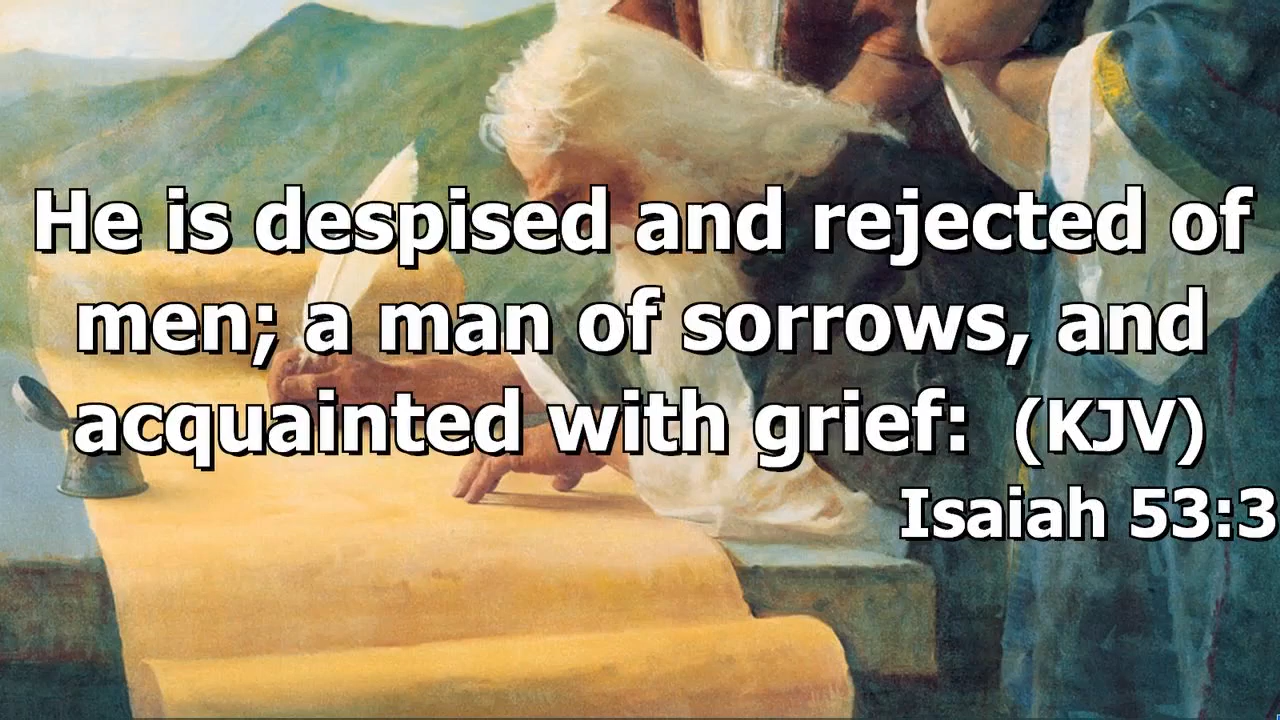 He is despised and rejected of
men; a man of sorrows, and
acquainted with grief:  (KJV)
Isaiah 53:3